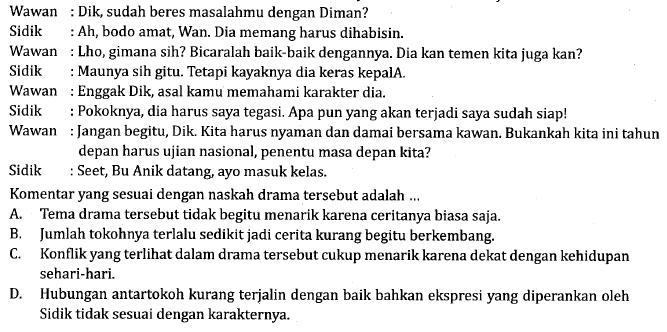 Wawan : Dik, sudah beres masalahmu dengan Diman?
Sidik : Ah, bodo amat, Wan. Dia memang harus dihabisin.
Wawan : Lho, gimana sih? Bicaralah baik-baik dengannya. Dia kan temen kita juga kan?
Sidik : Maunya sih gitu. Tetapi kayaknya dia keras kepalA.
Wawan : Enggak Dik, asal kamu memahami karakter dia.
Sidik : Pokoknya, dia harus saya tegasi. Apa pun yang akan terjadi saya sudah siap!
Wawan : Jangan begitu, Dik. Kita harus nyaman dan damai bersama kawan. Bukankah kita ini tahun
depan harus ujian nasional, penentu masa depan kita?
Sidik : Seet, Bu Anik datang, ayo masuk kelas.
Komentar yang sesuai dengan naskah drama tersebut adalah ...
A. Tema drama tersebut tidak begitu menarik karena ceritanya biasa saja.
B. Jumlah tokohnya terlalu sedikit jadi cerita kurang begitu berkembang.
C. Konflik yang terlihat dalam drama tersebut cukup menarik karena dekat dengan kehidupan
sehari-hari.
D. Hubungan antartokoh kurang terjalin dengan baik bahkan ekspresi yang diperankan oleh
Sidik tidak sesuai dengan karakternya.